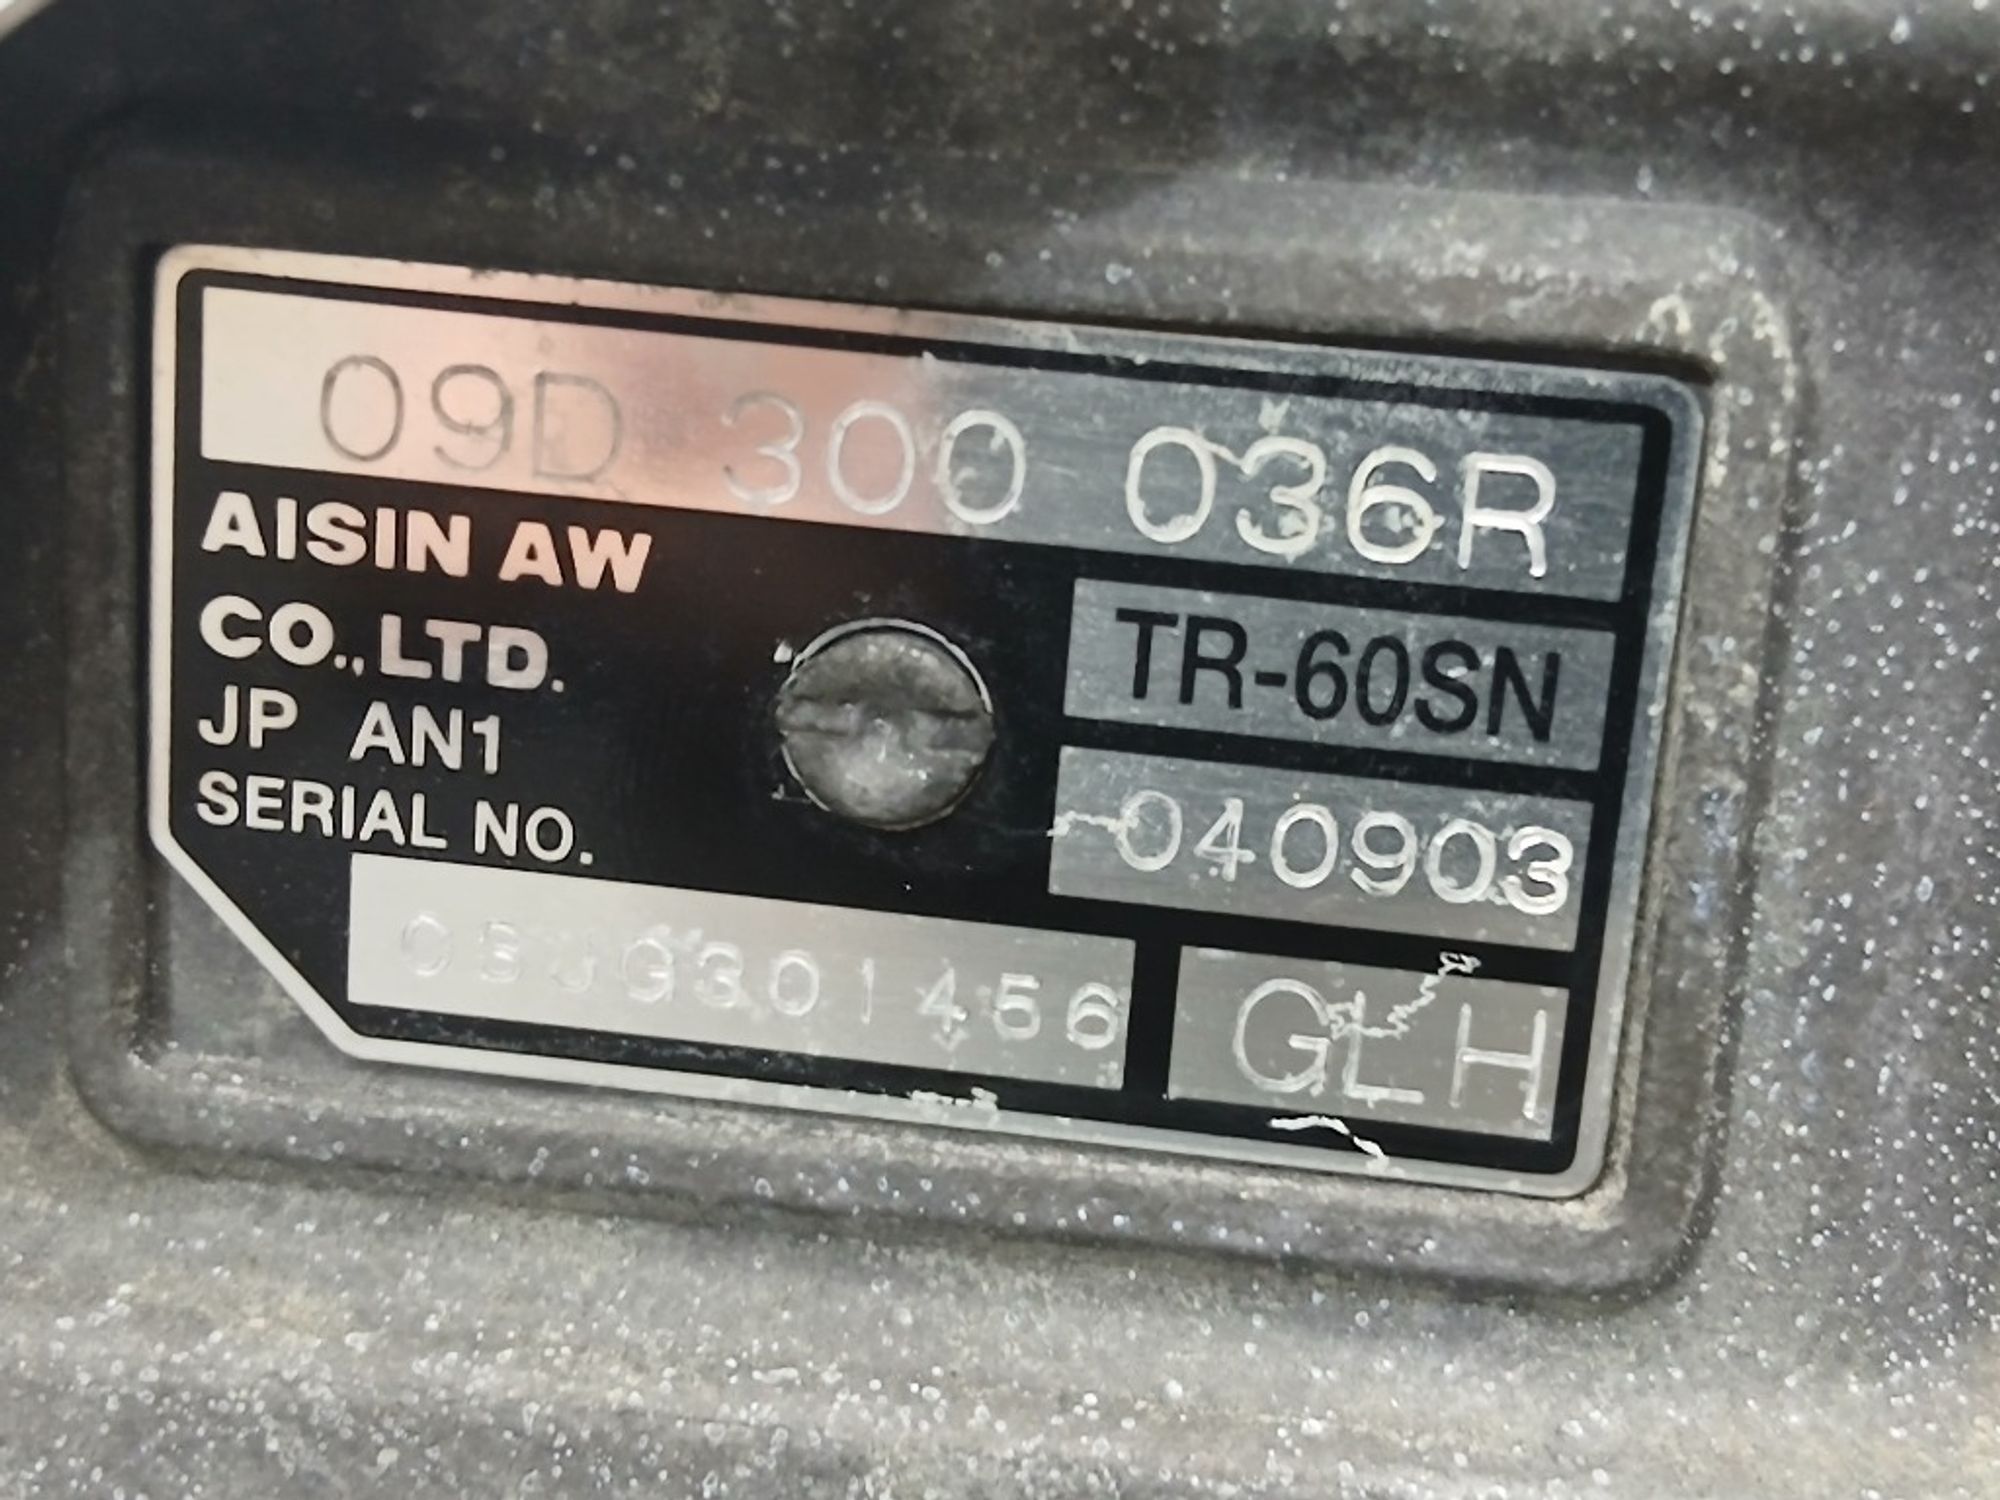 09D 300 036R
AISIN AW
CO.,LTD.
JP AN1
SERIAL NO.
TR-60SN
040903
GLH